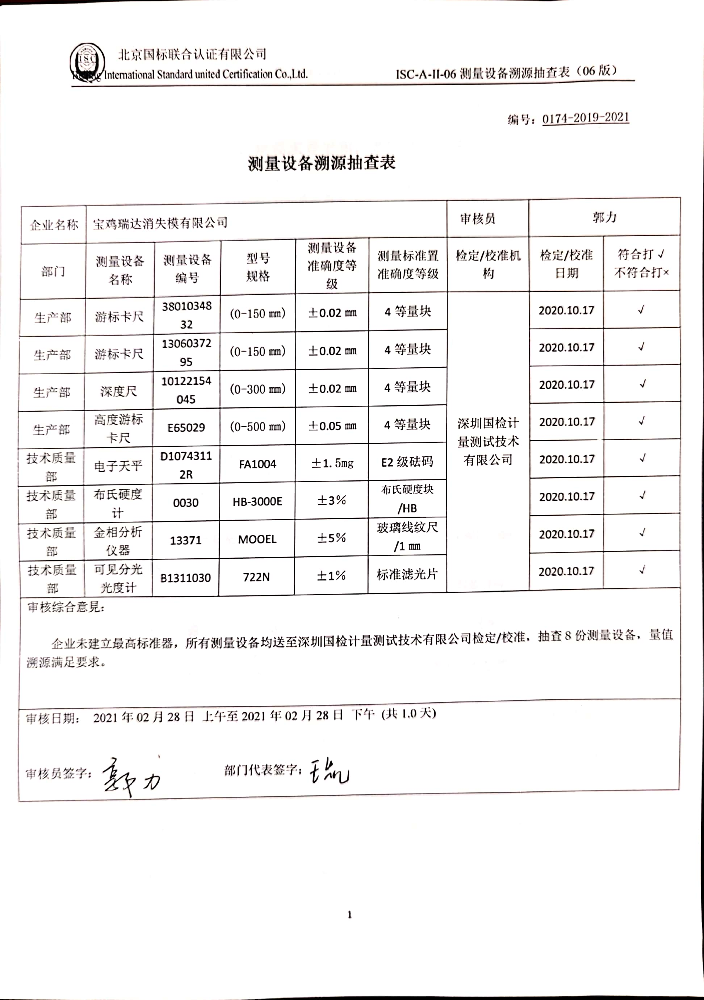 北京国标联合认证有限公司
Beijing International Standard united Certification Co.,Ltd.
ISC-A-II-06 测量设备溯源抽查表（06 版）
ISC
编号：0174-2019-2021
测量设备溯源抽查表
企业名称 宝鸡瑞达消失模有限公司 审核员 郭力
部门 测量设备名称 测量设备编号 型号规格 测量设备准确度等级 测量标准置准确度等级 检定/校准机构 检定/校准日期 符合打√不符合打×
生产部 游标卡尺 3801034832 (0-150 mm) ±0.02 mm 4 等量块 深圳国检计量测试技术有限公司 2020.10.17 √
生产部 游标卡尺 1306037295 (0-150 mm) ±0.02 mm 4 等量块 2020.10.17 √
生产部 深度尺 10122154045 (0-300 mm) ±0.02 mm 4 等量块 2020.10.17 √
生产部 高度游标卡尺 E65029 (0-500 mm) ±0.05 mm 4 等量块 2020.10.17 √
技术质量部 电子天平 D10743112R FA1004 ±1.5mg E2 级砝码 2020.10.17 √
技术质量部 布氏硬度计 0030 HB-3000E ±3% 布氏硬度块/HB 2020.10.17 √
技术质量部 金相分析仪器 13371 MOOEL ±5% 玻璃线纹尺/1 mm 2020.10.17 √
技术质量部 可见分光光度计 B1311030 722N ±1% 标准滤光片 2020.10.17 √
审核综合意见：
企业未建立最高标准器，所有测量设备均送至深圳国检计量测试技术有限公司检定/校准，抽查 8 份测量设备，量值
溯源满足要求。
审核日期： 2021 年 02 月 28 日 上午至 2021 年 02 月 28 日 下午 (共 1.0 天)
审核员签字：郭力 部门代表签字：
1